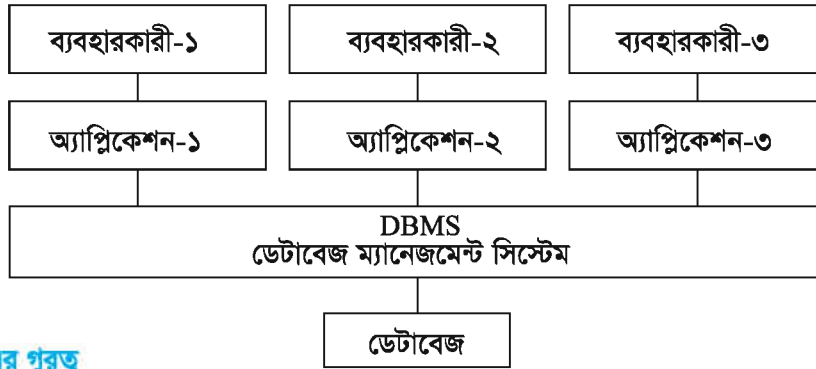 ব্যবহারকারী-১ ব্যবহারকারী-২ ব্যবহারকারী-৩
অ্যাপ্লিকেশন-১ অ্যাপ্লিকেশন-২ অ্যাপ্লিকেশন-৩
DBMS
ডেটাবেজ ম্যানেজমেন্ট সিস্টেম
ডেটাবেজ